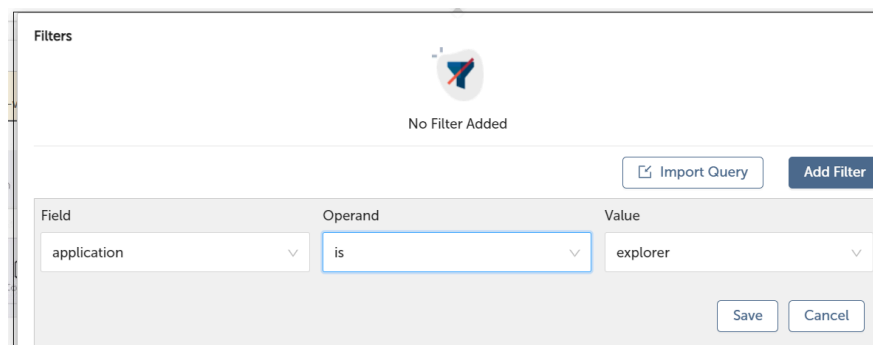 Filters
No Filter Added
Import Query
Add Filter
Field
Operand
Value
application
is
explorer
Save
Cancel